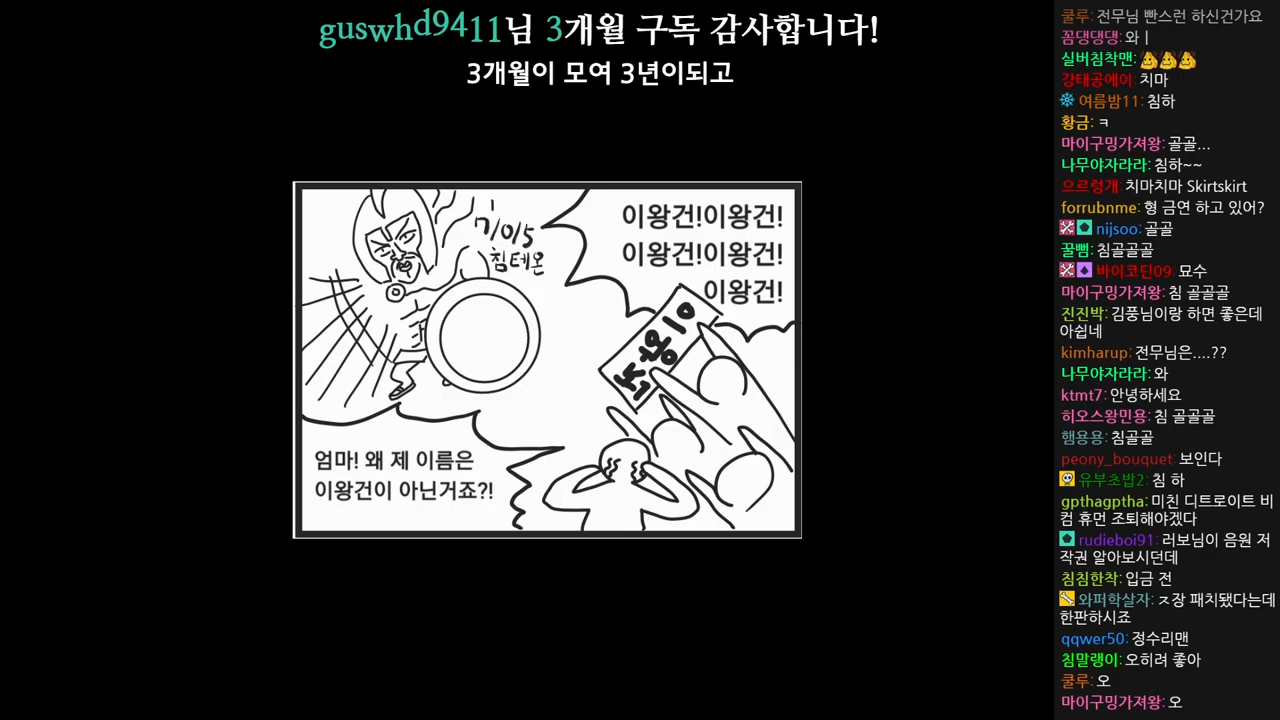 guswhd9411님 3개월 구독 감사합니다!
3개월이 모여 3년이되고
기/이5
침테온
이왕건!이왕건!
이왕건!이왕건!
이왕건!
엄마! 왜 제 이름은
이왕건이 아닌거죠?!
쿨루: 전무님 빤스런 하신건가요
꼼댕댕댕: 와ㅣ
실버침착맨:
강태공에이: 치마
여름밤11: 침하
황금: ㅋ
마이구밍가져왕: 골골...
나무야자라라: 침하~~
으르렁개: 치마치마 Skirtskirt
forrubnme: 형 금연 하고 있어?
nijsoo: 골골
꿀뻠: 침골골골
바이코딘09: 묘수
마이구밍가져왕: 침 골골골
진진박: 김풍님이랑 하면 좋은데
아쉽네
kimharup: 전무님은....??
나무야자라라: 와
ktmt7: 안녕하세요
히오스왕민용: 침 골골골
햄용용: 침골골
peony_bouquet: 보인다
유부초밥2: 침 하
gpthagptha: 미친 디트로이트 비
컴 휴먼 조퇴해야겠다
rudieboi91: 러보님이 음원 저
작권 알아보시던데
침침한착: 입금 전
와퍼학살자: ㅈ장 패치됐다는데
한판하시죠
qqwer50: 정수리맨
침말랭이: 오히려 좋아
쿨루: 오
마이구밍가져왕: 오